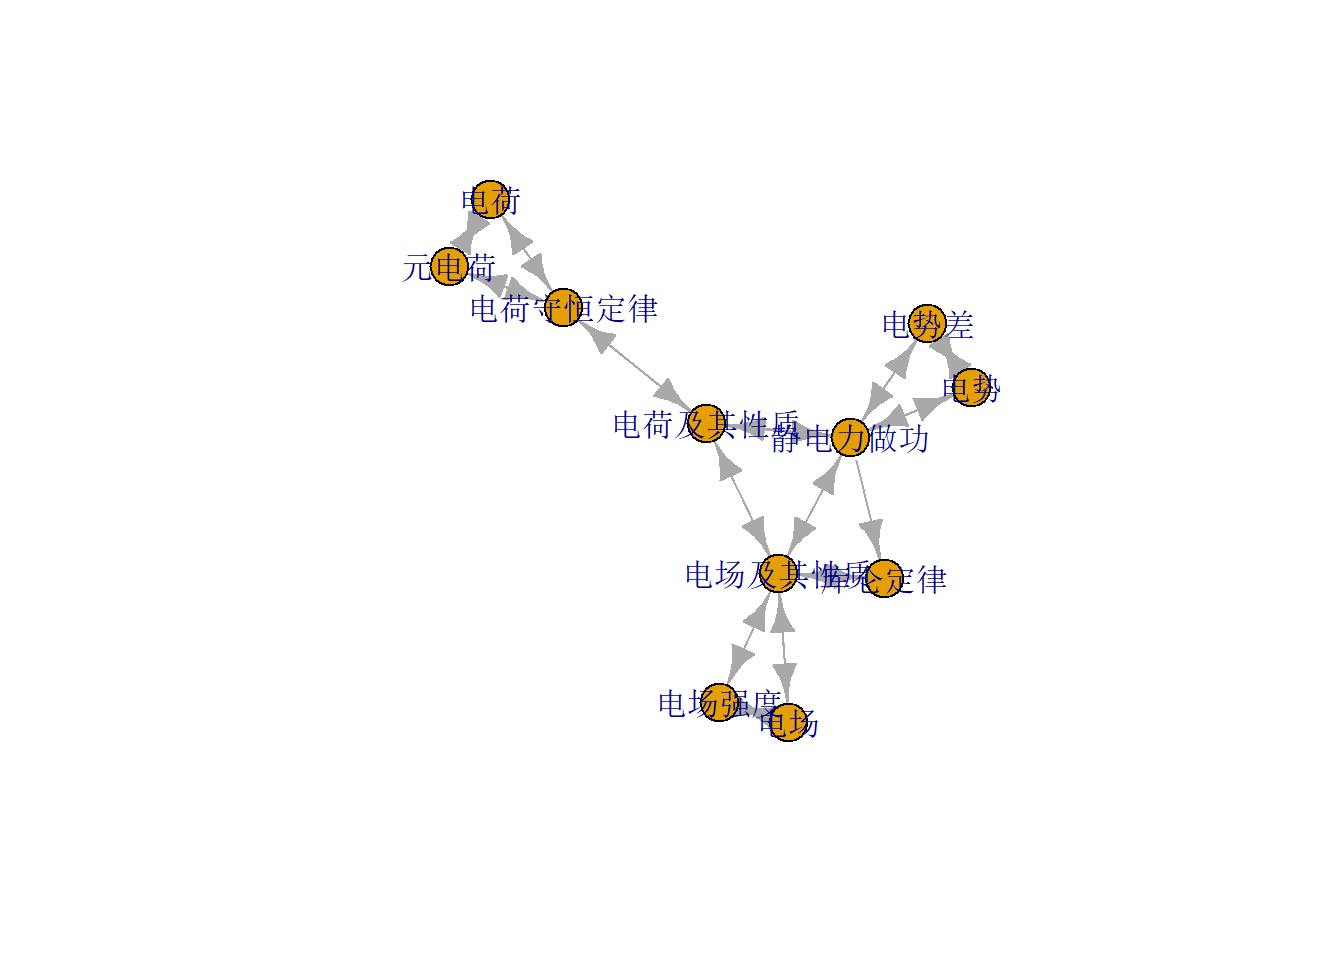 电荷
元电荷
电荷守恒定律
电势差
电势
电荷及其性质
静电力做功
电场及其性质
库仑定律
电场强度
电场